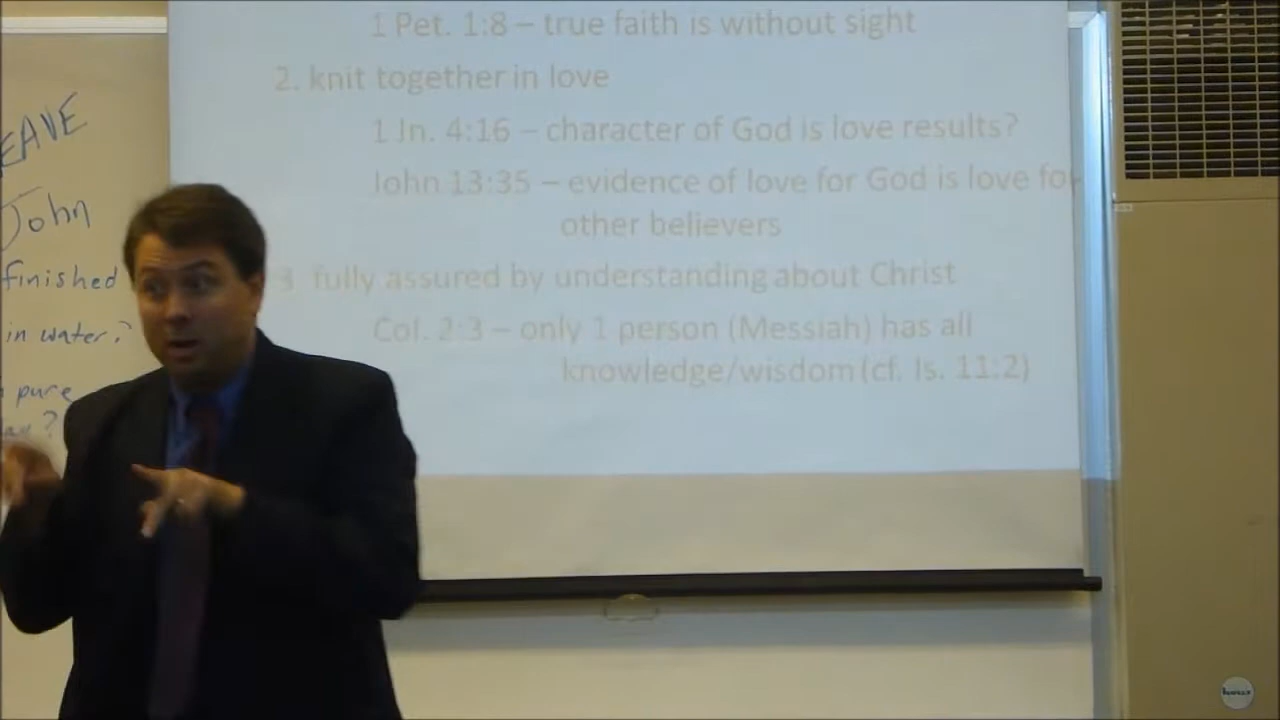 1 Pet. 1:8 – true faith is without sight
2. knit together in love
1 Jn. 4:16 – character of God is love results?
John 13:35 – evidence of love for God is love for
other believers
3 fully assured by understanding about Christ
Col. 2:3 – only 1 person (Messiah) has all
knowledge/wisdom (cf. Is. 11:2)
EAVE
John
finished
in water?
pure